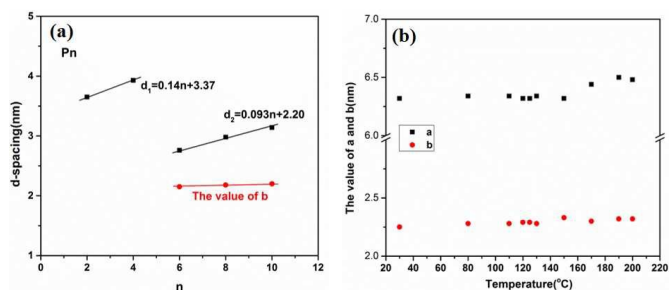 (a)
Pn
d1=0.14n+3.37
d2=0.093n+2.20
The value of b
d-spacing(nm)
5
4
3
2
1
0 2 4 6 8 10 12
n
(b)
The value of a and b(nm)
7.0
6.5
6.0
2.5
2.0
a
b
20 40 60 80 100 120 140 160 180 200 220
Temperature(°C)